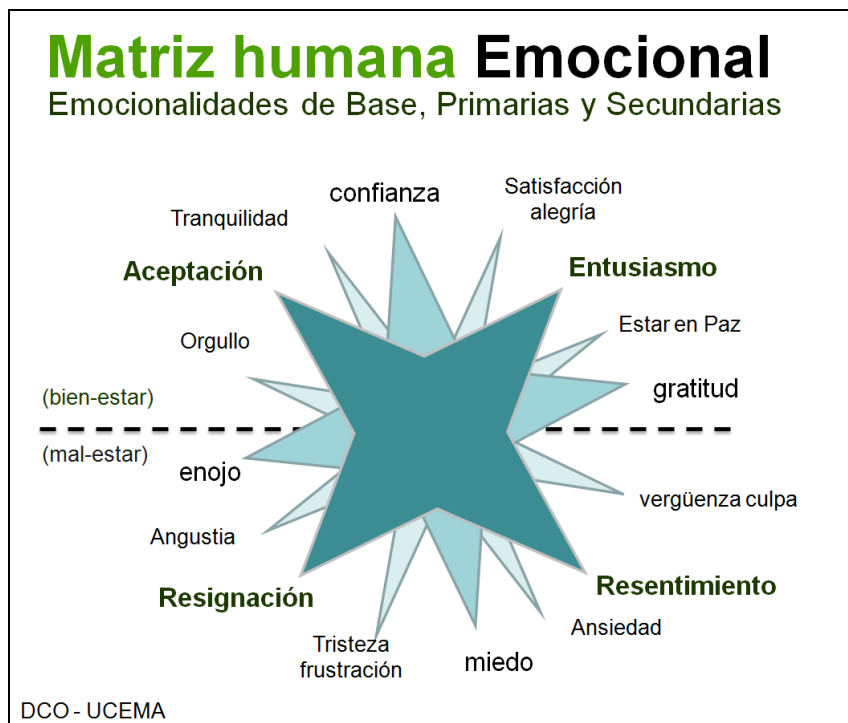 Matriz humana Emocional
Emocionalidades de Base, Primarias y Secundarias
confianza
Satisfacción
alegría
Tranquilidad
Aceptación
Entusiasmo
Estar en Paz
Orgullo
gratitud
(bien-estar)
(mal-estar)
enojo
vergüenza culpa
Angustia
Resignación
Resentimiento
Ansiedad
Tristeza
frustración
miedo
DCO - UCEMA